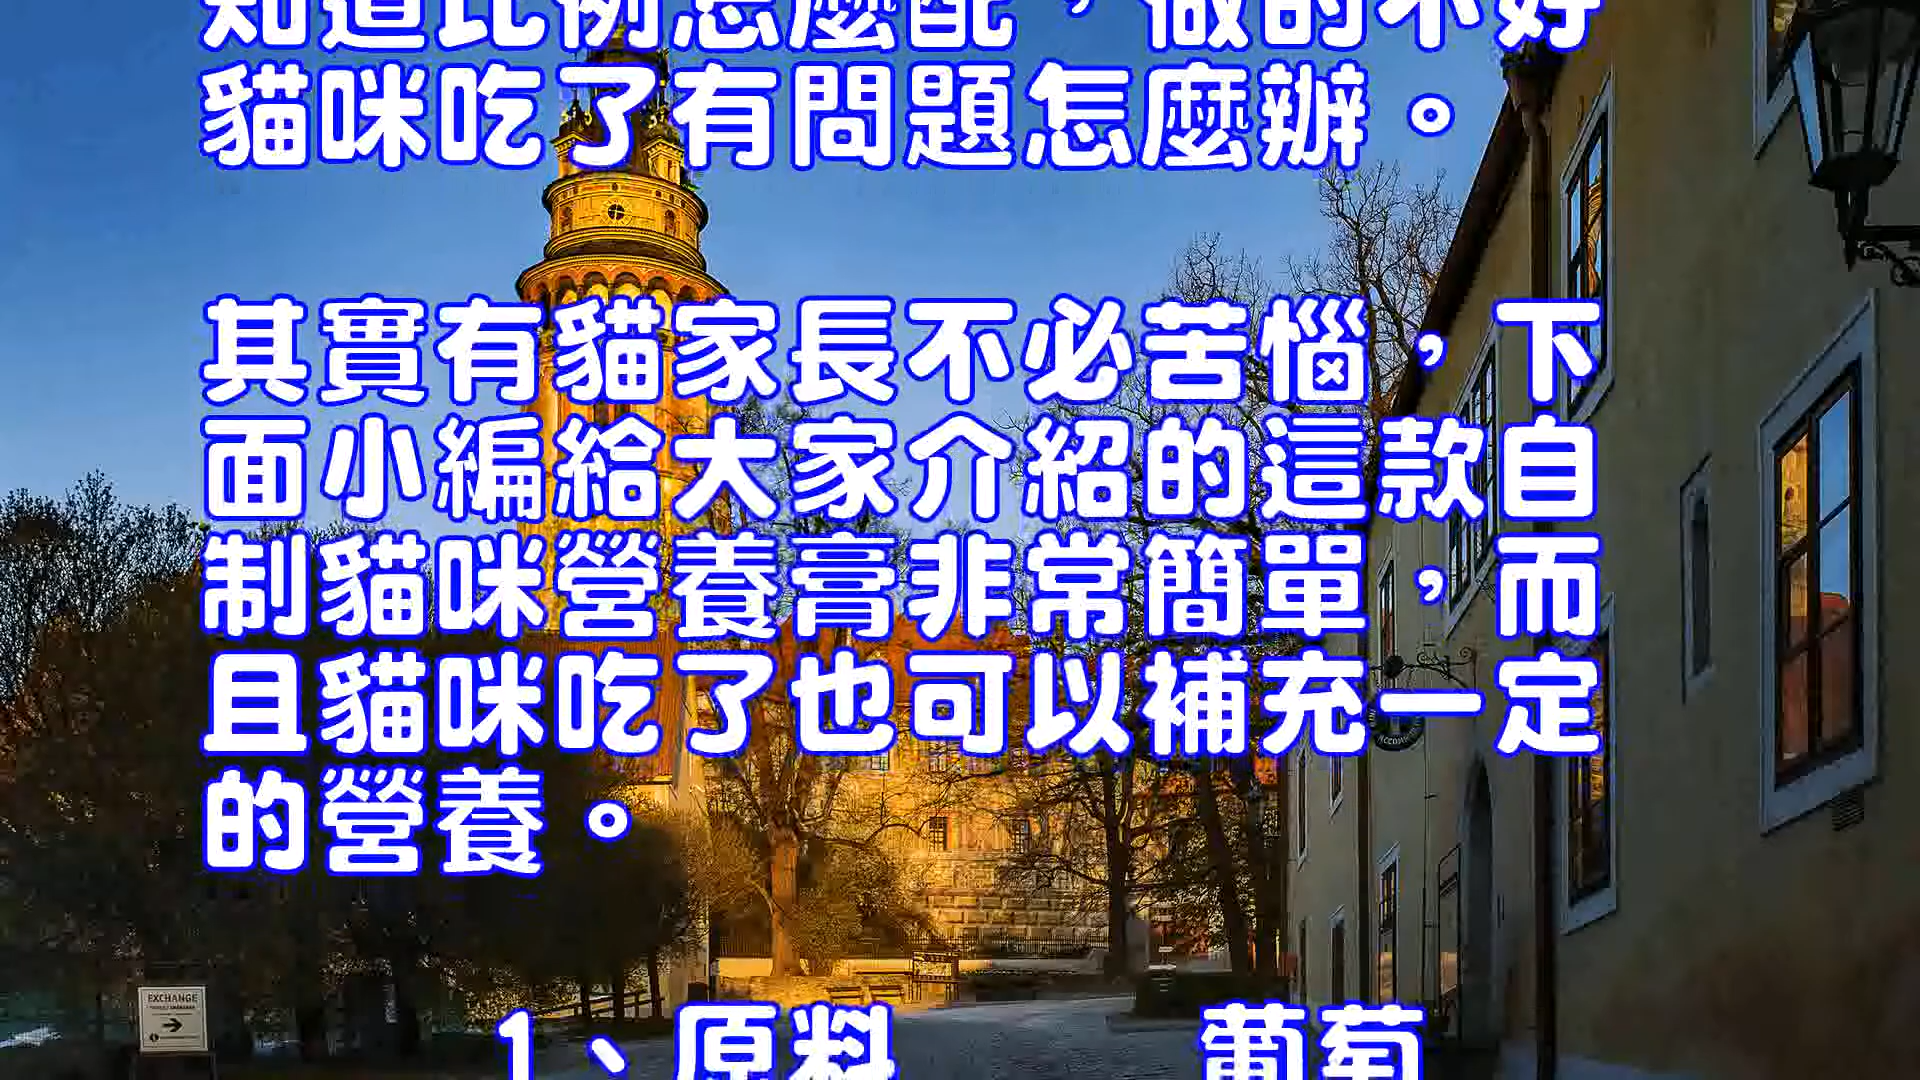 知道比例怎麼配，做的不好
貓咪吃了有問題怎麼辦。
其實有貓家長不必苦惱，下
面小編給大家介紹的這款自
制貓咪營養膏非常簡單，而
且貓咪吃了也可以補充一定
的營養。
1、原料 葡萄
EXCHANGE